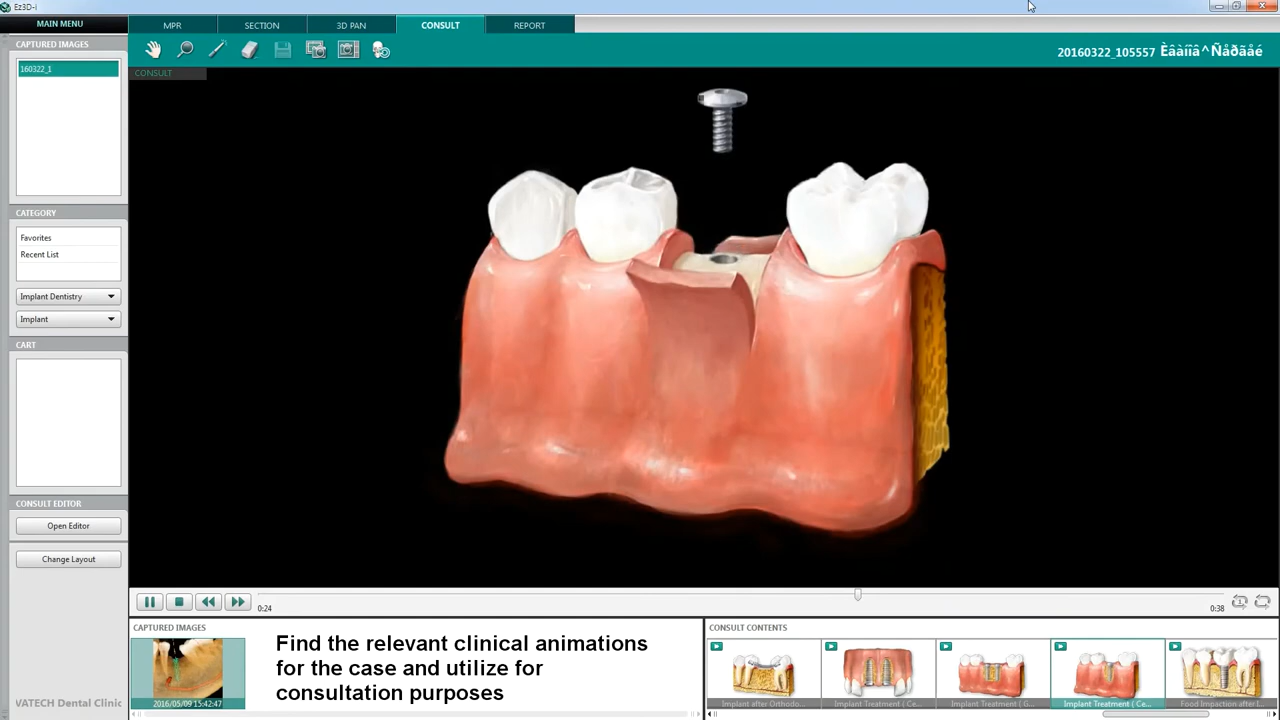 Ez3D-i
MAIN MENU
MPR
SECTION
3D PAN
CONSULT
REPORT
CAPTURED IMAGES
160322_1
20160322_105557 Èâàíîâ^Ñåðãåé
CONSULT
CATEGORY
Favorites
Recent List
Implant Dentistry
Implant
CART
CONSULT EDITOR
Open Editor
Change Layout
0:24
0:38
CAPTURED IMAGES
2016/05/09 15:42:47
Find the relevant clinical animations
for the case and utilize for
consultation purposes
CONSULT CONTENTS
Implant after Orthodo...
Implant Treatment ( Ce...
Implant Treatment ( G...
Implant Treatment ( Ce...
Food Impaction after I...
VATECH Dental Clinic